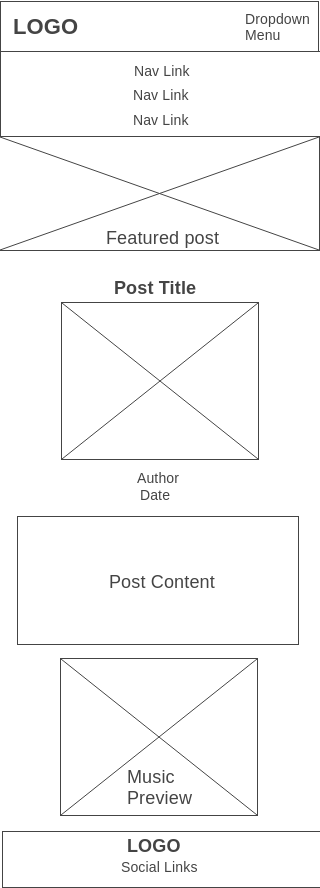 LOGO
Dropdown
Menu
Nav Link
Nav Link
Nav Link
Featured post
Post Title
Author
Date
Post Content
Music
Preview
LOGO
Social Links